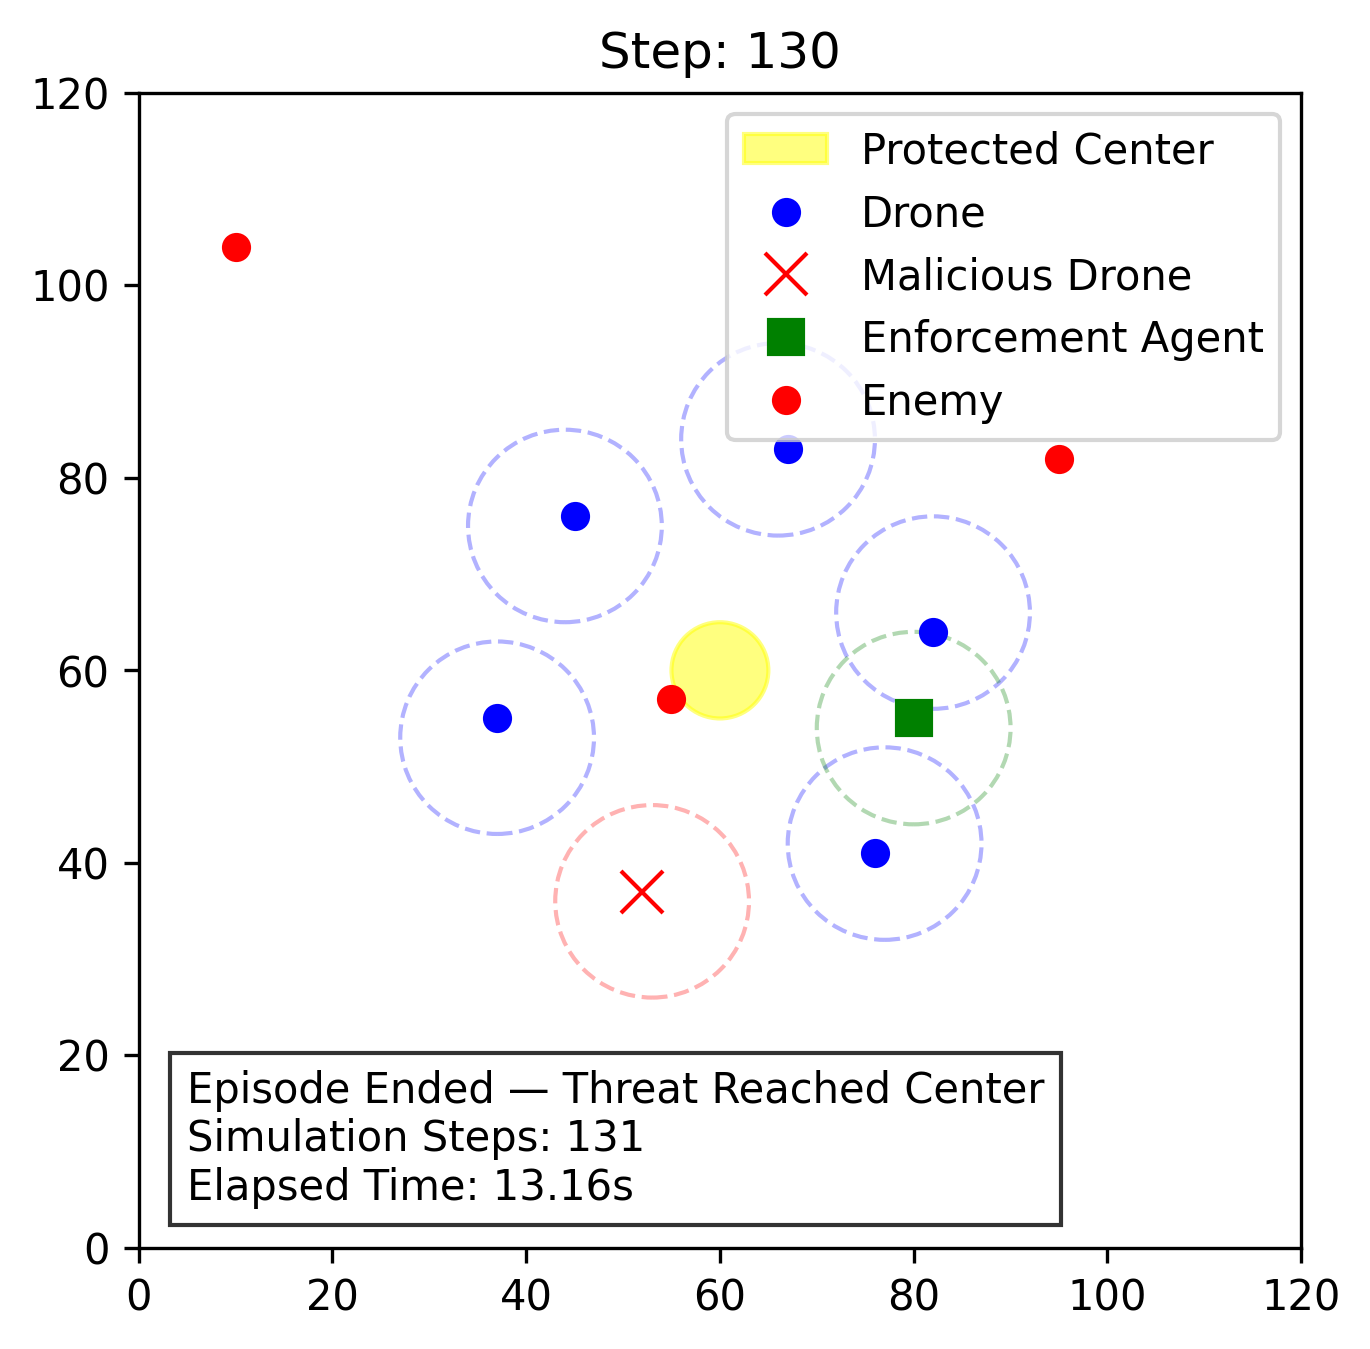 Step: 130
120
100
80
60
40
20
0
0 20 40 60 80 100 120
Protected Center
Drone
Malicious Drone
Enforcement Agent
Enemy
Episode Ended — Threat Reached Center
Simulation Steps: 131
Elapsed Time: 13.16s